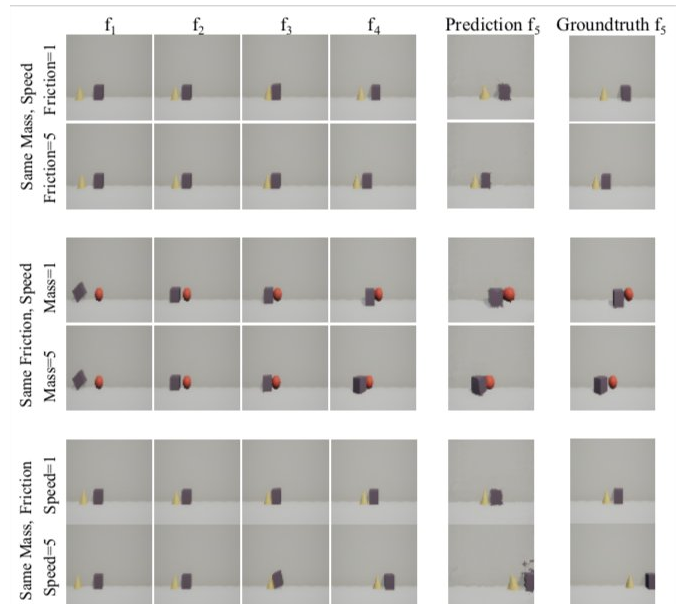 f1 f2 f3 f4 Prediction f5 Groundtruth f5
Same Mass, Speed
Friction=1
Friction=5
Same Friction, Speed
Mass=1
Mass=5
Same Mass, Friction
Speed=1
Speed=5